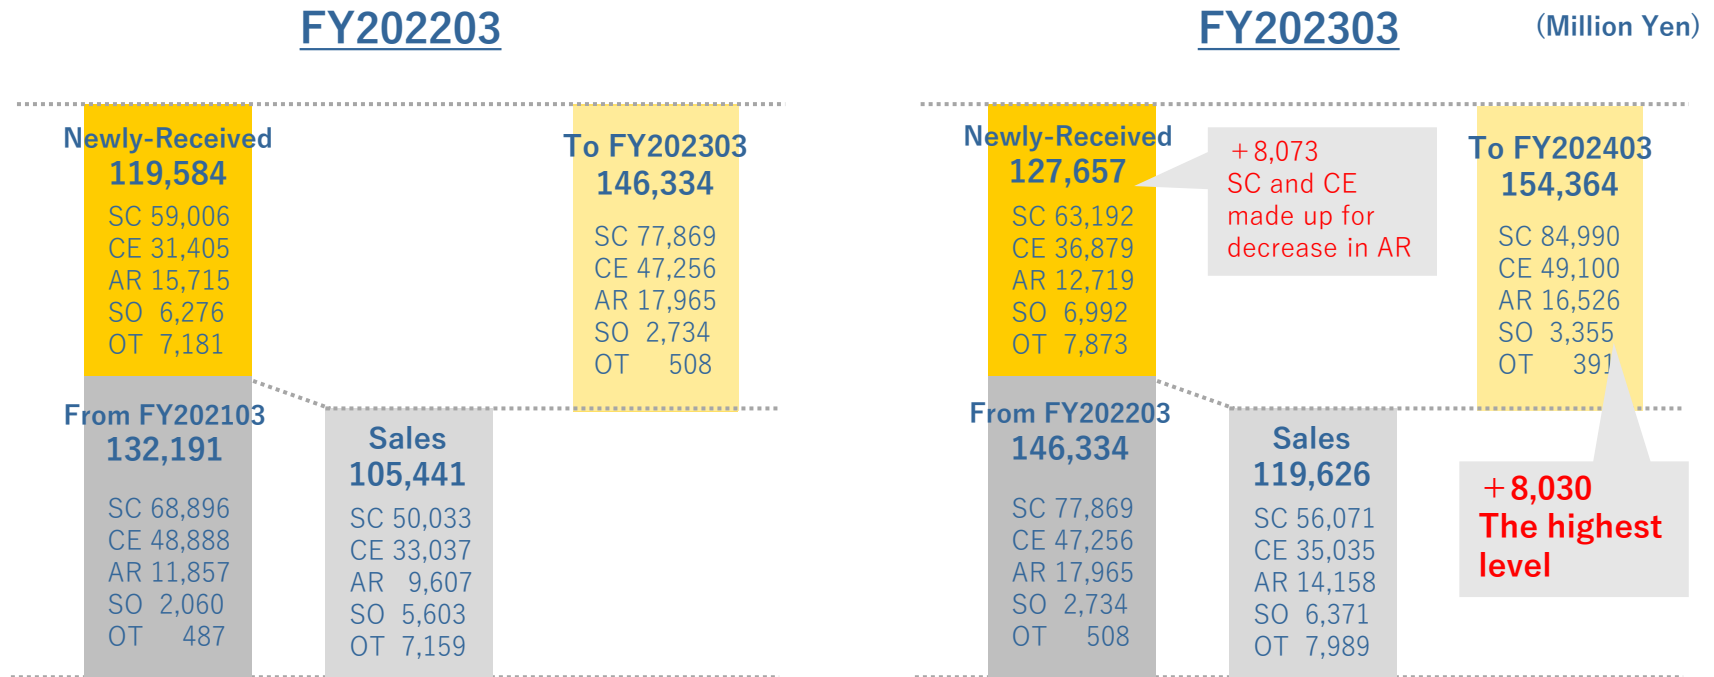 FY202203
Newly-Received
119,584
SC 59,006
CE 31,405
AR 15,715
SO 6,276
OT 7,181
From FY202103
132,191
SC 68,896
CE 48,888
AR 11,857
SO 2,060
OT 487
Sales
105,441
SC 50,033
CE 33,037
AR 9,607
SO 5,603
OT 7,159
To FY202303
146,334
SC 77,869
CE 47,256
AR 17,965
SO 2,734
OT 508
FY202303
(Million Yen)
Newly-Received
127,657
SC 63,192
CE 36,879
AR 12,719
SO 6,992
OT 7,873
+8,073
SC and CE
made up for
decrease in AR
From FY202203
146,334
SC 77,869
CE 47,256
AR 17,965
SO 2,734
OT 508
Sales
119,626
SC 56,071
CE 35,035
AR 14,158
SO 6,371
OT 7,989
To FY202403
154,364
SC 84,990
CE 49,100
AR 16,526
SO 3,355
OT 391
+8,030
The highest
level